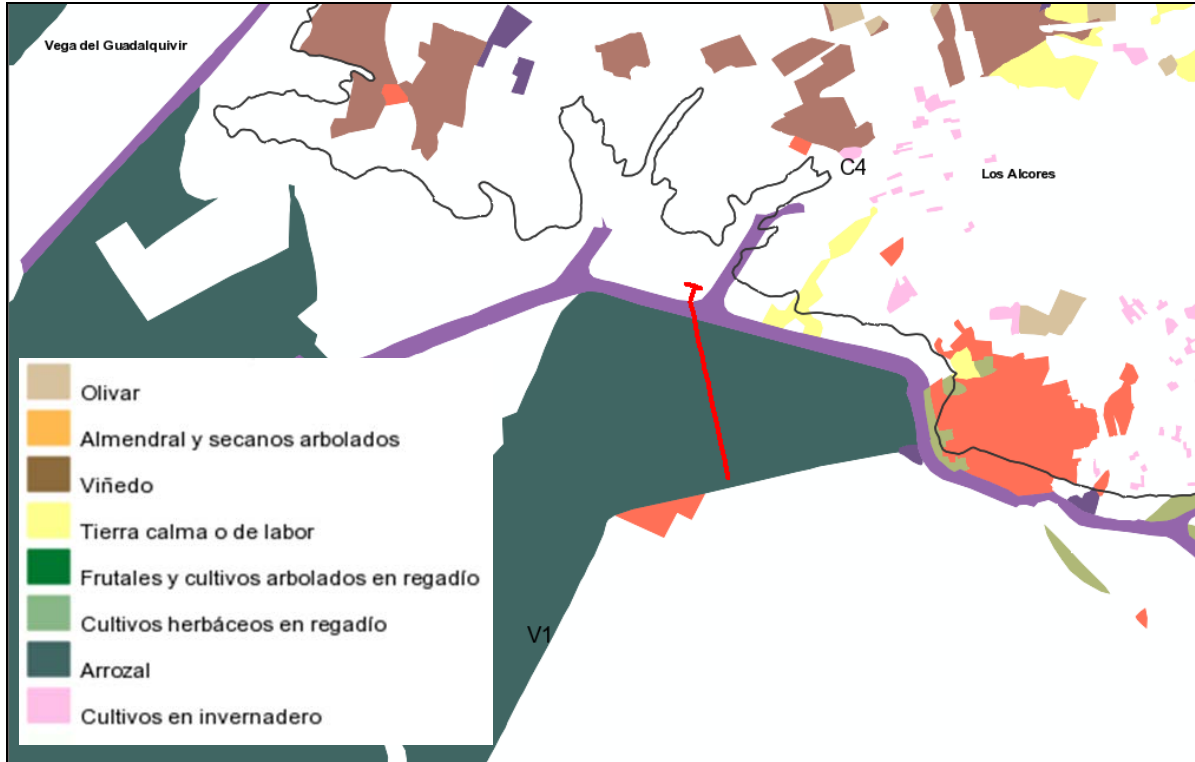 Vega del Guadalquivir
C4
Los Alcores
V1
Olivar
Almendral y secanos arbolados
Viñedo
Tierra calma o de labor
Frutales y cultivos arbolados en regadío
Cultivos herbáceos en regadío
Arrozal
Cultivos en invernadero